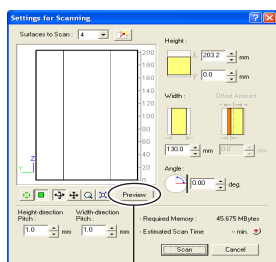 Settings for Scanning
Surfaces to Scan : 4
Height :
200
180
160
140
120
100
80
60
40
20
0
203.2 mm
0.0 mm
Width :
Offset Amount
130.0 mm 0.0 mm
Angle :
0.00 deg.
Z
Y
Preview
Height-direction Pitch :
1.0 mm
Width-direction Pitch :
1.0 mm
- Required Memory : 45.675 MBytes
- Estimated Scan Time -- min.
Scan Cancel